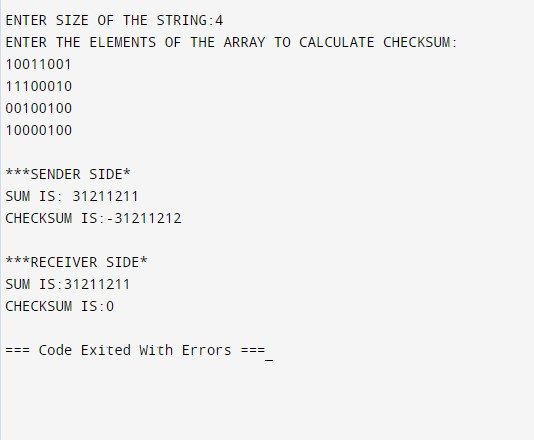 ENTER SIZE OF THE STRING:4
ENTER THE ELEMENTS OF THE ARRAY TO CALCULATE CHECKSUM:
10011001
11100010
00100100
10000100
***SENDER SIDE*
SUM IS: 31211211
CHECKSUM IS:-31211212
***RECEIVER SIDE*
SUM IS:31211211
CHECKSUM IS:0
=== Code Exited With Errors ===_